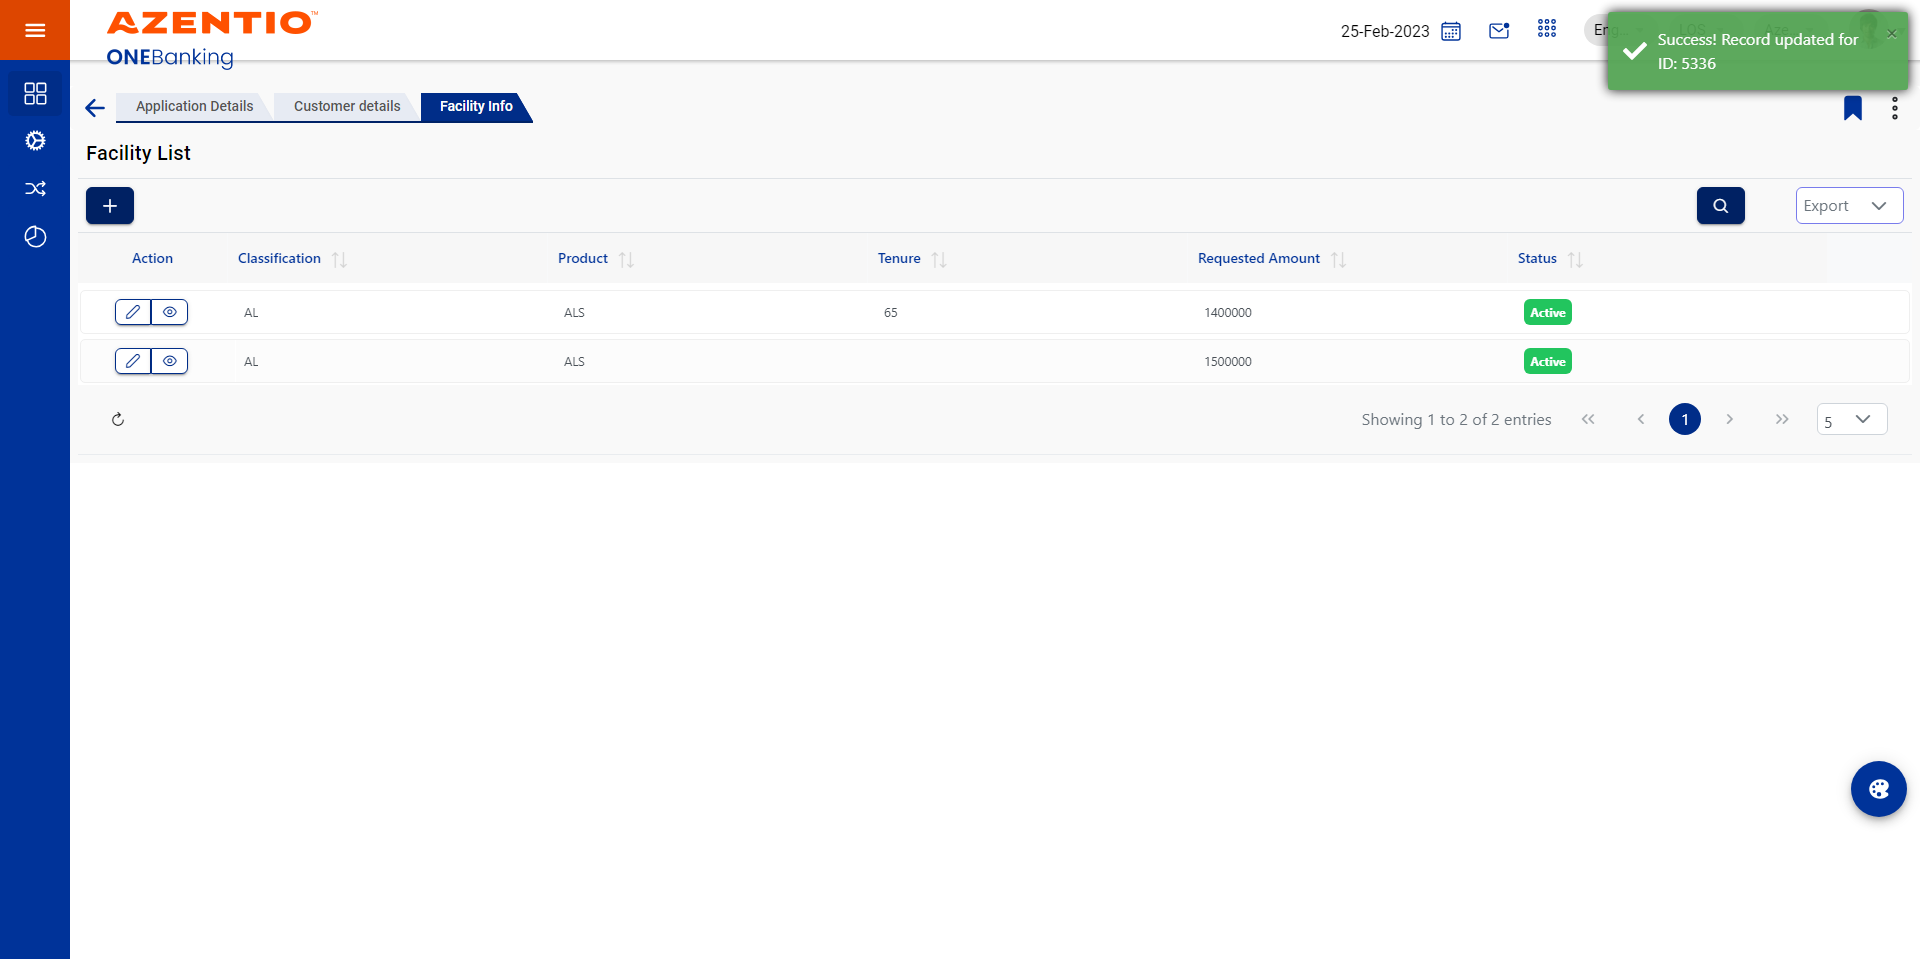 AZENTIO™
ONEBanking
25-Feb-2023
Success! Record updated for
ID: 5336
Application Details
Customer details
Facility Info
Facility List
Export
Action
Classification
Product
Tenure
Requested Amount
Status
AL
ALS
65
1400000
Active
AL
ALS
1500000
Active
Showing 1 to 2 of 2 entries
1
5